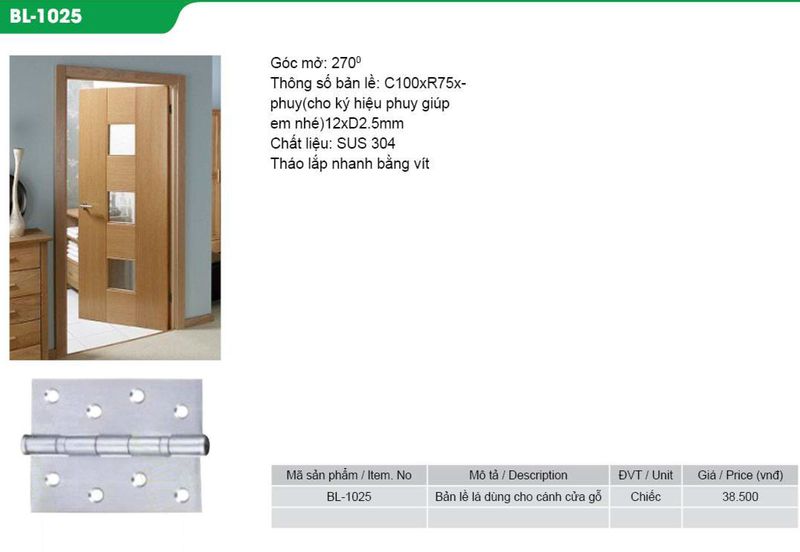 BL-1025
Góc mở: 270⁰
Thông số bản lề: C100xR75x-
phuy(cho ký hiệu phuy giúp
em nhé)12xD2.5mm
Chất liệu: SUS 304
Tháo lắp nhanh bằng vít
Mã sản phẩm / Item. No Mô tả / Description ĐVT / Unit Giá / Price (vnđ)
BL-1025 Bản lề lá dùng cho cánh cửa gỗ Chiếc 38.500